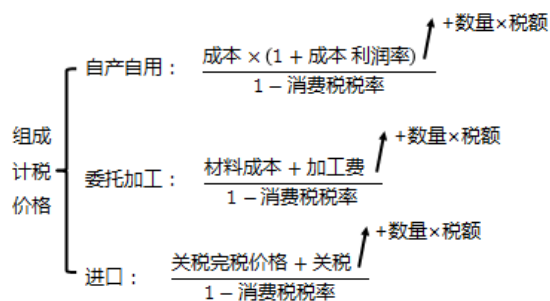 +数量×税额
自产自用： 成本 × (1 + 成本 利润率)
1 − 消费税税率
组成
计税
价格
+数量×税额
委托加工： 材料成本 + 加工费
1 − 消费税税率
+数量×税额
进口： 关税完税价格 + 关税
1 − 消费税税率